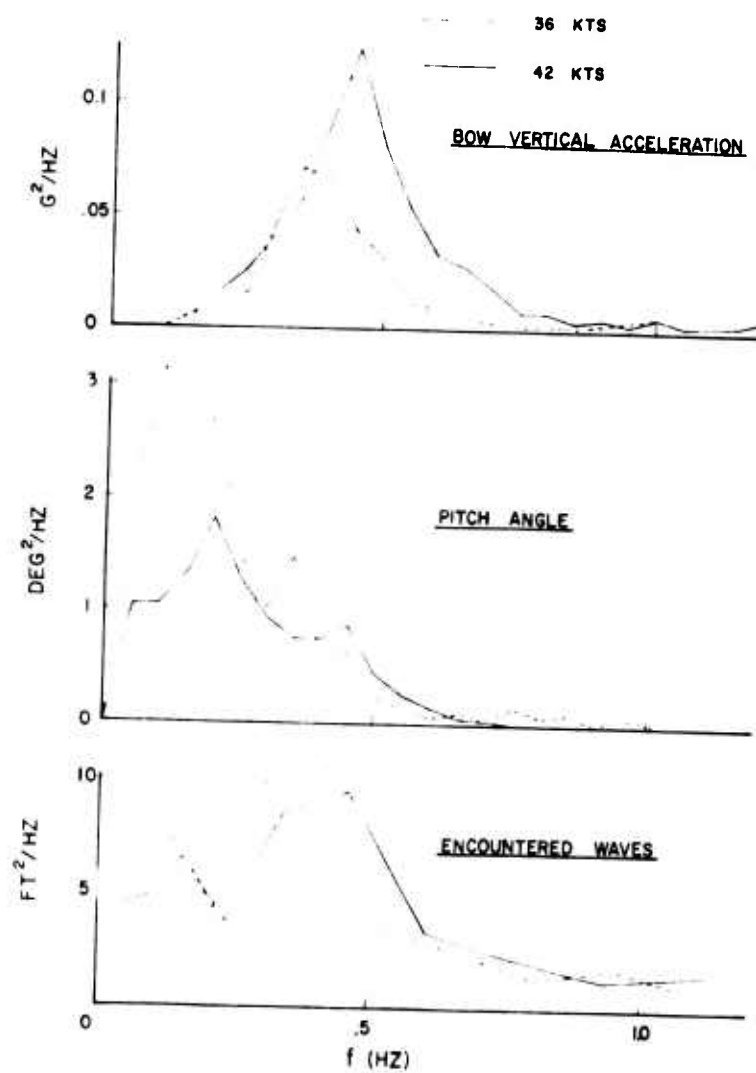 36 KTS
42 KTS
BOW VERTICAL ACCELERATION
G²/HZ
0.1
.05
0
PITCH ANGLE
DEG²/HZ
3
2
1
0
ENCOUNTERED WAVES
FT²/HZ
10
5
0
.5
1.0
f (HZ)